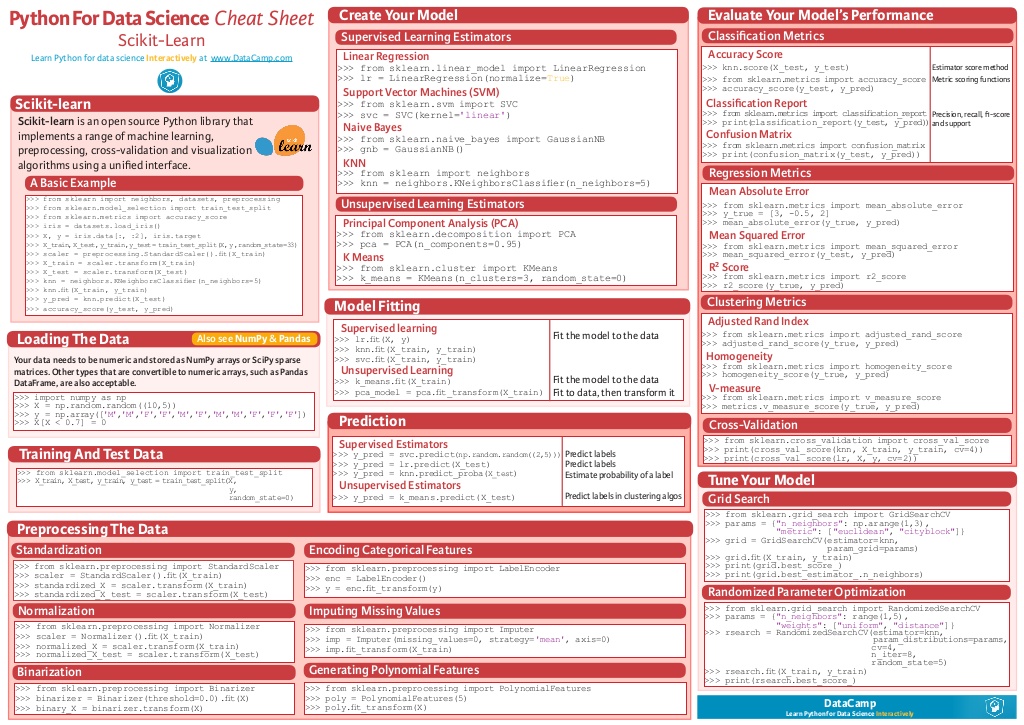 Python For Data Science Cheat Sheet
Scikit-Learn
Learn Python for data science Interactively at www.DataCamp.com
Scikit-learn
Scikit-learn is an open source Python library that
implements a range of machine learning,
preprocessing, cross-validation and visualization
algorithms using a unified interface.
learn
A Basic Example
>>> from sklearn import neighbors, datasets, preprocessing
>>> from sklearn.model_selection import train_test_split
>>> from sklearn.metrics import accuracy_score
>>> iris = datasets.load_iris()
>>> X, y = iris.data[:, :2], iris.target
>>> X_train, X_test, y_train, y_test = train_test_split(X, y, random_state=33)
>>> scaler = preprocessing.StandardScaler().fit(X_train)
>>> X_train = scaler.transform(X_train)
>>> X_test = scaler.transform(X_test)
>>> knn = neighbors.KNeighborsClassifier(n_neighbors=5)
>>> knn.fit(X_train, y_train)
>>> y_pred = knn.predict(X_test)
>>> accuracy_score(y_test, y_pred)
Loading The Data
Also see NumPy & Pandas
Your data needs to be numeric and stored as NumPy arrays or SciPy sparse
matrices. Other types that are convertible to numeric arrays, such as Pandas
DataFrame, are also acceptable.
>>> import numpy as np
>>> X = np.random.random((10,5))
>>> y = np.array(['M','M','F','F','M','F','M','M','F','F','F'])
>>> X[X < 0.7] = 0
Training And Test Data
>>> from sklearn.model_selection import train_test_split
>>> X_train, X_test, y_train, y_test = train_test_split(X,
y,
random_state=0)
Preprocessing The Data
Standardization
>>> from sklearn.preprocessing import StandardScaler
>>> scaler = StandardScaler().fit(X_train)
>>> standardized_X = scaler.transform(X_train)
>>> standardized_X_test = scaler.transform(X_test)
Normalization
>>> from sklearn.preprocessing import Normalizer
>>> scaler = Normalizer().fit(X_train)
>>> normalized_X = scaler.transform(X_train)
>>> normalized_X_test = scaler.transform(X_test)
Binarization
>>> from sklearn.preprocessing import Binarizer
>>> binarizer = Binarizer(threshold=0.0).fit(X)
>>> binary_X = binarizer.transform(X)
Encoding Categorical Features
>>> from sklearn.preprocessing import LabelEncoder
>>> enc = LabelEncoder()
>>> y = enc.fit_transform(y)
Imputing Missing Values
>>> from sklearn.preprocessing import Imputer
>>> imp = Imputer(missing_values=0, strategy='mean', axis=0)
>>> imp.fit_transform(X_train)
Generating Polynomial Features
>>> from sklearn.preprocessing import PolynomialFeatures
>>> poly = PolynomialFeatures(5)
>>> poly.fit_transform(X)
Create Your Model
Supervised Learning Estimators
Linear Regression
>>> from sklearn.linear_model import LinearRegression
>>> lr = LinearRegression(normalize=True)
Support Vector Machines (SVM)
>>> from sklearn.svm import SVC
>>> svc = SVC(kernel='linear')
Naive Bayes
>>> from sklearn.naive_bayes import GaussianNB
>>> gnb = GaussianNB()
KNN
>>> from sklearn import neighbors
>>> knn = neighbors.KNeighborsClassifier(n_neighbors=5)
Unsupervised Learning Estimators
Principal Component Analysis (PCA)
>>> from sklearn.decomposition import PCA
>>> pca = PCA(n_components=0.95)
K Means
>>> from sklearn.cluster import KMeans
>>> k_means = KMeans(n_clusters=3, random_state=0)
Model Fitting
Supervised learning
>>> lr.fit(X, y)
Fit the model to the data
>>> knn.fit(X_train, y_train)
>>> svc.fit(X_train, y_train)
Unsupervised Learning
>>> k_means.fit(X_train)
Fit the model to the data
>>> pca_model = pca.fit_transform(X_train)
Fit to data, then transform it
Prediction
Supervised Estimators
>>> y_pred = svc.predict(np.random.random((2,5)))
Predict labels
>>> y_pred = lr.predict(X_test)
Predict labels
>>> y_pred = knn.predict_proba(X_test)
Estimate probability of a label
Unsupervised Estimators
>>> y_pred = k_means.predict(X_test)
Predict labels in clustering algos
Evaluate Your Model's Performance
Classification Metrics
Accuracy Score
>>> knn.score(X_test, y_test)
Estimator score method
>>> from sklearn.metrics import accuracy_score
Metric scoring functions
>>> accuracy_score(y_test, y_pred)
Classification Report
>>> from sklearn.metrics import classification_report
Precision, recall, f1-score
>>> print(classification_report(y_test, y_pred))
and support
Confusion Matrix
>>> from sklearn.metrics import confusion_matrix
>>> print(confusion_matrix(y_test, y_pred))
Regression Metrics
Mean Absolute Error
>>> from sklearn.metrics import mean_absolute_error
>>> y_true = [3, -0.5, 2]
>>> mean_absolute_error(y_true, y_pred)
Mean Squared Error
>>> from sklearn.metrics import mean_squared_error
>>> mean_squared_error(y_test, y_pred)
R² Score
>>> from sklearn.metrics import r2_score
>>> r2_score(y_true, y_pred)
Clustering Metrics
Adjusted Rand Index
>>> from sklearn.metrics import adjusted_rand_score
>>> adjusted_rand_score(y_true, y_pred)
Homogeneity
>>> from sklearn.metrics import homogeneity_score
>>> homogeneity_score(y_true, y_pred)
V-measure
>>> from sklearn.metrics import v_measure_score
>>> metrics.v_measure_score(y_true, y_pred)
Cross-Validation
>>> from sklearn.cross_validation import cross_val_score
>>> print(cross_val_score(knn, X_train, y_train, cv=4))
>>> print(cross_val_score(lr, X, y, cv=2))
Tune Your Model
Grid Search
>>> from sklearn.grid_search import GridSearchCV
>>> params = {"n_neighbors": np.arange(1,3),
"metric": ["euclidean", "cityblock"]}
>>> grid = GridSearchCV(estimator=knn,
param_grid=params)
>>> grid.fit(X_train, y_train)
>>> print(grid.best_score_)
>>> print(grid.best_estimator_.n_neighbors)
Randomized Parameter Optimization
>>> from sklearn.grid_search import RandomizedSearchCV
>>> params = {"n_neighbors": range(1,5),
"weights": ["uniform", "distance"]}
>>> rsearch = RandomizedSearchCV(estimator=knn,
param_distributions=params,
cv=4,
n_iter=8,
random_state=5)
>>> rsearch.fit(X_train, y_train)
>>> print(rsearch.best_score_)
DataCamp
Learn Python for Data Science Interactively